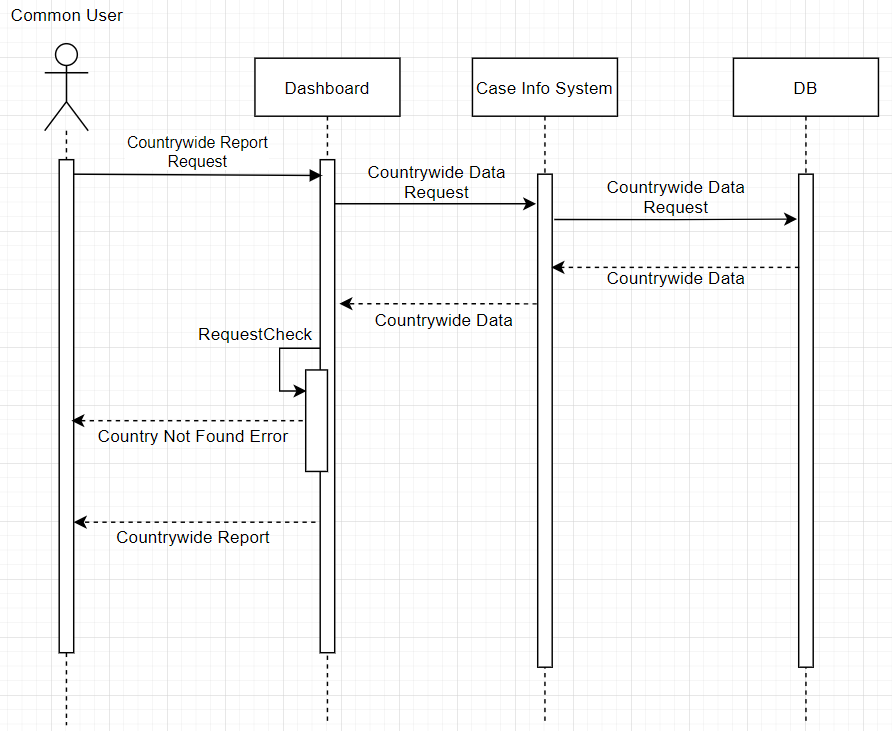 Common User
Dashboard
Case Info System
DB
Countrywide Report
Request
Countrywide Data
Request
Countrywide Data
Request
Countrywide Data
Countrywide Data
RequestCheck
Country Not Found Error
Countrywide Report